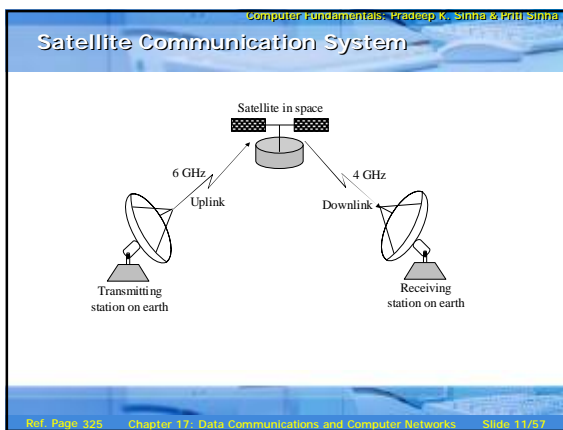 Computer Fundamentals: Pradeep K. Sinha & Priti Sinha
Satellite Communication System
Satellite in space
6 GHz
4 GHz
Uplink
Downlink
Transmitting
station on earth
Receiving
station on earth
Ref. Page 325 Chapter 17: Data Communications and Computer Networks Slide 11/57